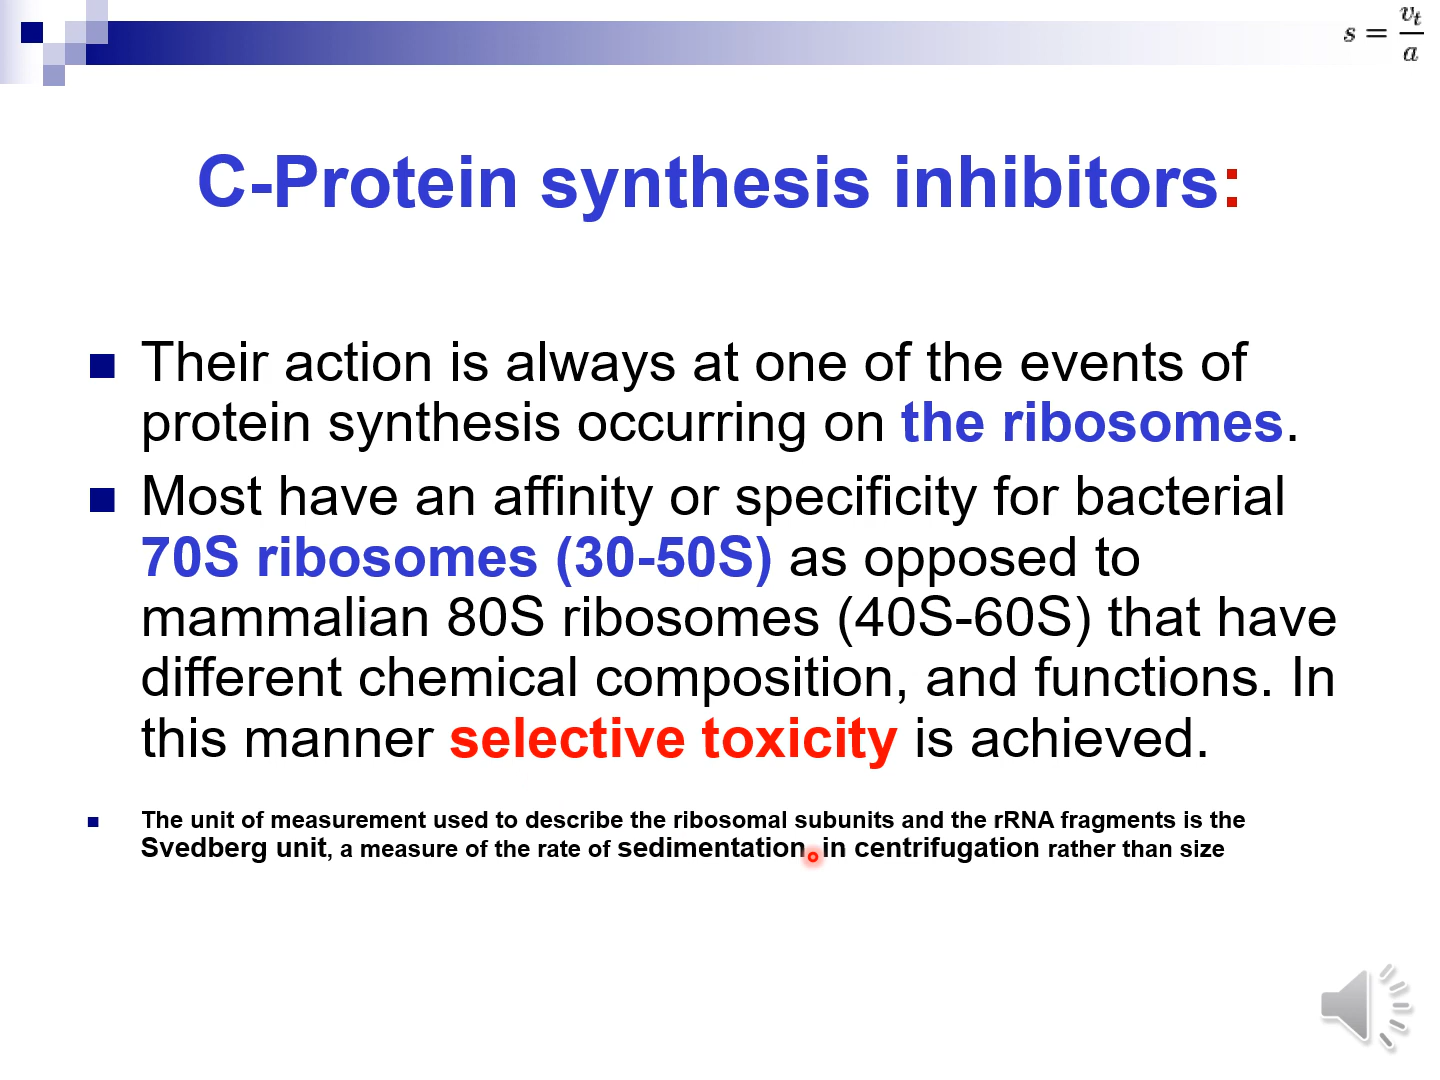 s = v_t / a
C-Protein synthesis inhibitors:
Their action is always at one of the events of
protein synthesis occurring on the ribosomes.
Most have an affinity or specificity for bacterial
70S ribosomes (30-50S) as opposed to
mammalian 80S ribosomes (40S-60S) that have
different chemical composition, and functions. In
this manner selective toxicity is achieved.
The unit of measurement used to describe the ribosomal subunits and the rRNA fragments is the
Svedberg unit, a measure of the rate of sedimentation in centrifugation rather than size